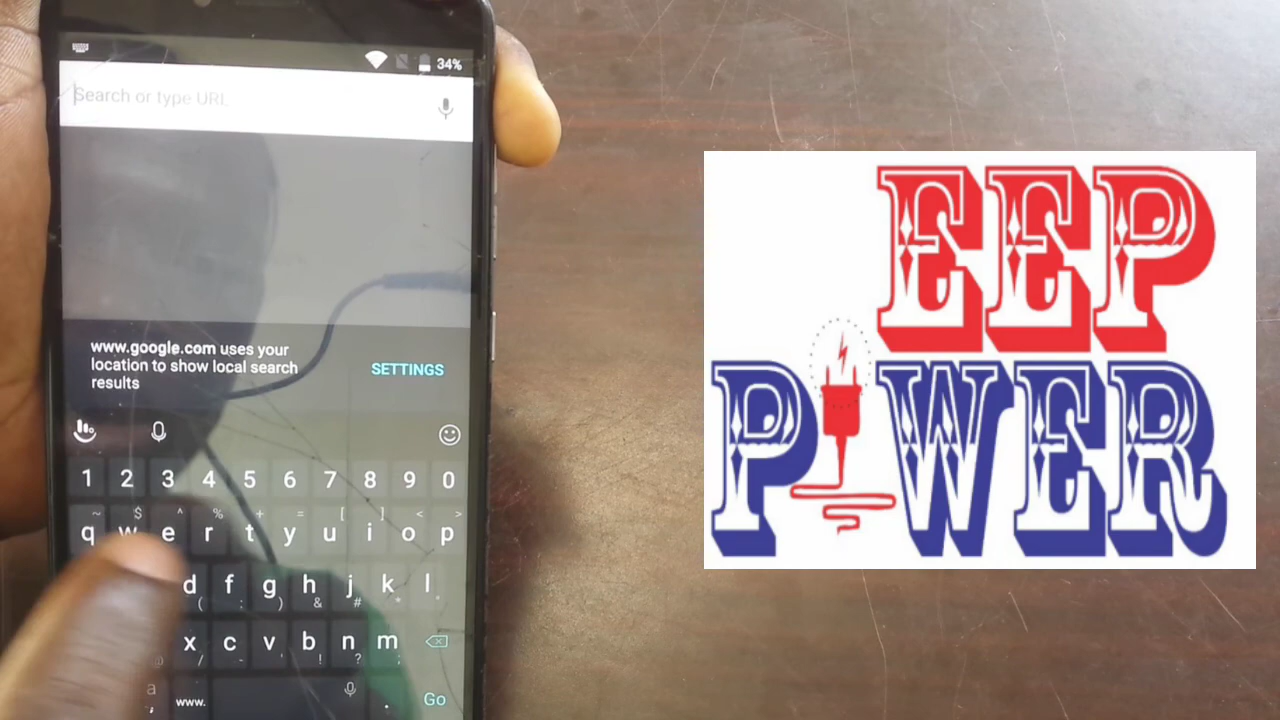 34%
Search or type URL
www.google.com uses your
location to show local search
results
SETTINGS
1 2 3 4 5 6 7 8 9 0
~ $ ^ % + = [ ] < >
q w e r t y u i o p
d f g h j k l
( : ) & # *
x c v b n m
/ - ' ! ? ;
a
www. . Go
EEP
POWER